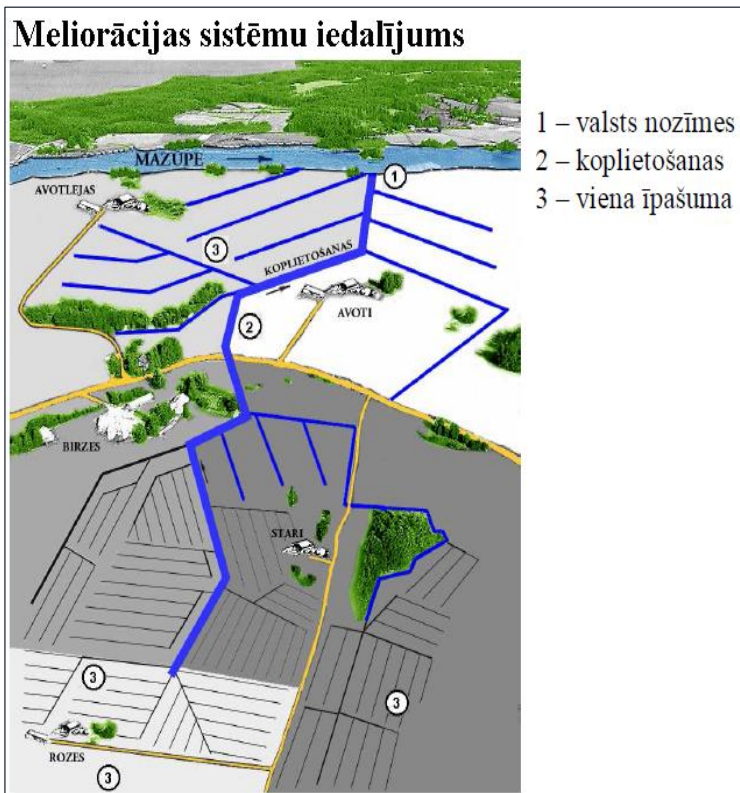 Meliorācijas sistēmu iedalījums
1 – valsts nozīmes
2 – koplietošanas
3 – viena īpašuma
MAZUPE
1
AVOTLEJAS
3
KOPLIETOŠANAS
2
AVOTI
BIRZES
STARI
3
3
ROZES
3